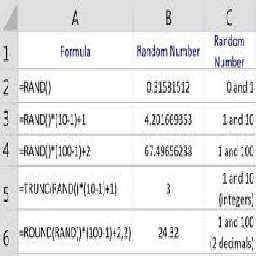 A B C
1 Formula Random Number Random Number
2 =RAND() 0.31531512 0 and 1
3 =RAND()*(10-1)+1 4.201669353 1 and 10
4 =RAND()*(100-1)+2 67.49656238 1 and 100
5 =TRUNC(RAND()*(10-1)+1) 3 1 and 10 (integers)
6 =ROUND(RAND()*(100-1)+2,2) 24.32 1 and 100 (2 decimals)